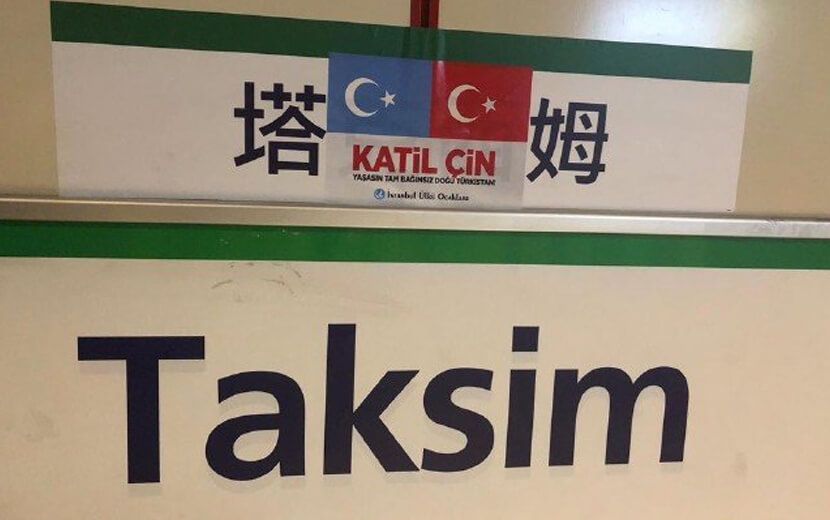 塔 姆
KATİL ÇİN
YAŞASIN TAM BAĞIMSIZ DOĞU TÜRKİSTAN!
İstanbul Ülkü Ocakları
Taksim